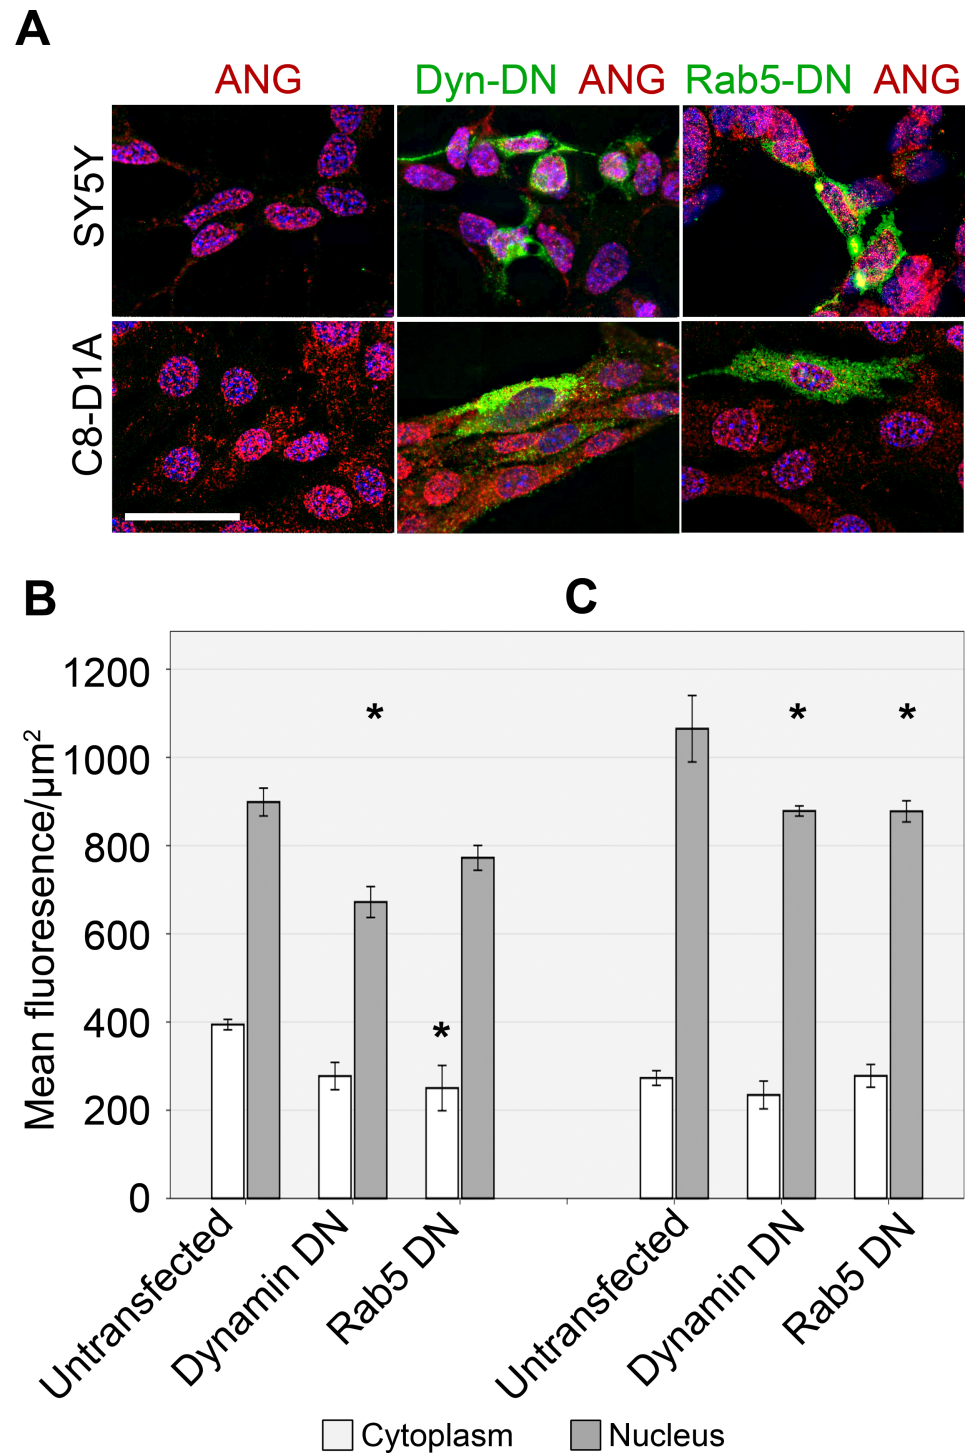 A
ANG
Dyn-DN ANG
Rab5-DN ANG
SY5Y
C8-D1A
B
C
Mean fluoresence/µm²
1200
1000
800
600
400
200
0
*
*
*
*
Untransfected
Dynamin DN
Rab5 DN
Untransfected
Dynamin DN
Rab5 DN
Cytoplasm
Nucleus